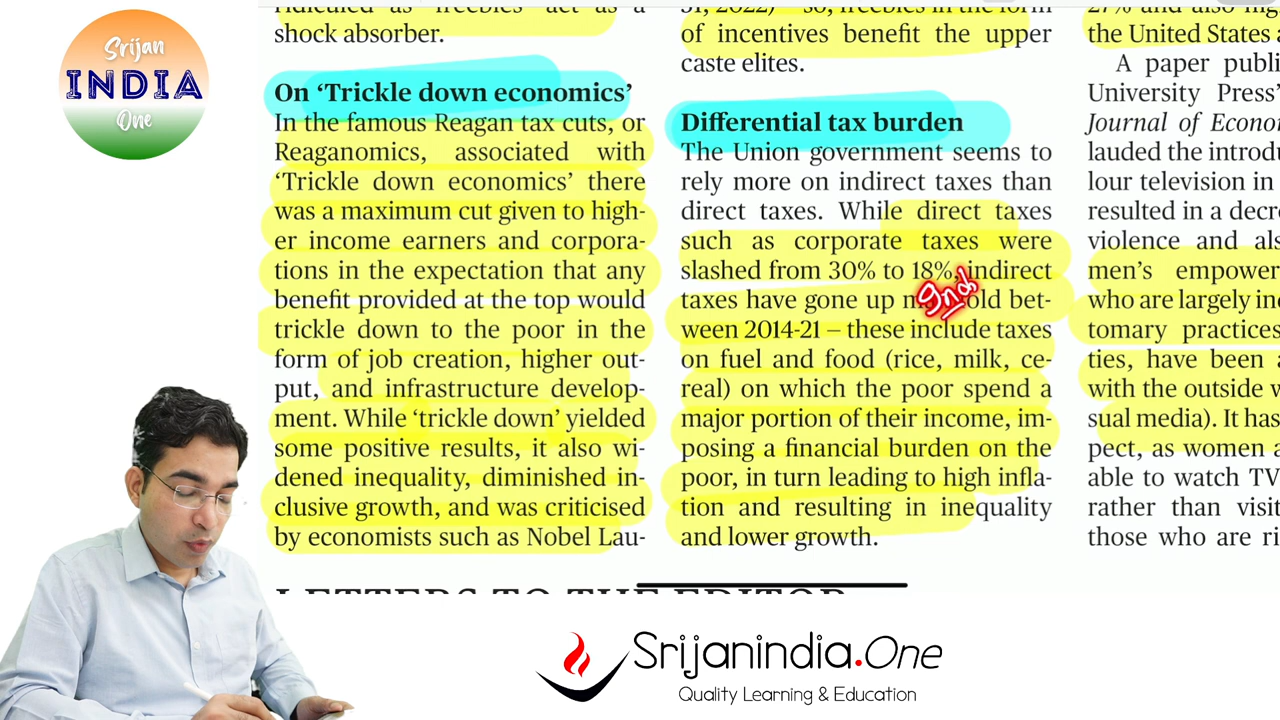 Srijan
INDIA
One
shock absorber.
On ‘Trickle down economics’
In the famous Reagan tax cuts, or
Reaganomics, associated with
‘Trickle down economics’ there
was a maximum cut given to high-
er income earners and corpora-
tions in the expectation that any
benefit provided at the top would
trickle down to the poor in the
form of job creation, higher out-
put, and infrastructure develop-
ment. While ‘trickle down’ yielded
some positive results, it also wi-
dened inequality, diminished in-
clusive growth, and was criticised
by economists such as Nobel Lau-
of incentives benefit the upper
caste elites.
Differential tax burden
The Union government seems to
rely more on indirect taxes than
direct taxes. While direct taxes
such as corporate taxes were
slashed from 30% to 18%, indirect
taxes have gone up bet-
ween 2014-21 – these include taxes
on fuel and food (rice, milk, ce-
real) on which the poor spend a
major portion of their income, im-
posing a financial burden on the
poor, in turn leading to high infla-
tion and resulting in inequality
and lower growth.
the United States
A paper publi
University Press’
Journal of Econo
lauded the introdu
lour television in
resulted in a decr
violence and als
men’s empower
who are largely in
tomary practices
ties, have been a
with the outside w
sual media). It has
pect, as women a
able to watch TV
rather than visit
those who are ri
LETTERS TO THE EDITOR
Srijanindia.One
Quality Learning & Education